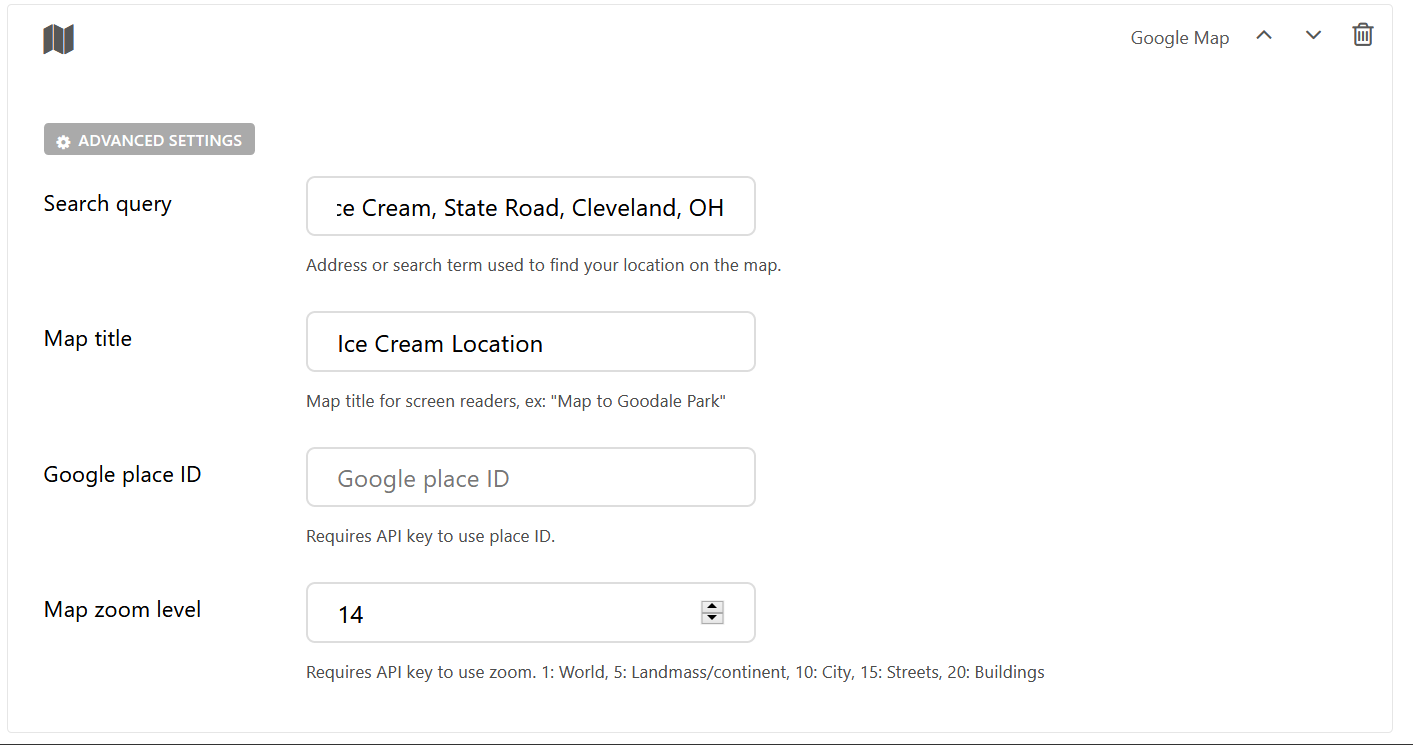 Google Map
ADVANCED SETTINGS
Search query
Cream, State Road, Cleveland, OH
Address or search term used to find your location on the map.
Map title
Ice Cream Location
Map title for screen readers, ex: "Map to Goodale Park"
Google place ID
Google place ID
Requires API key to use place ID.
Map zoom level
14
Requires API key to use zoom. 1: World, 5: Landmass/continent, 10: City, 15: Streets, 20: Buildings